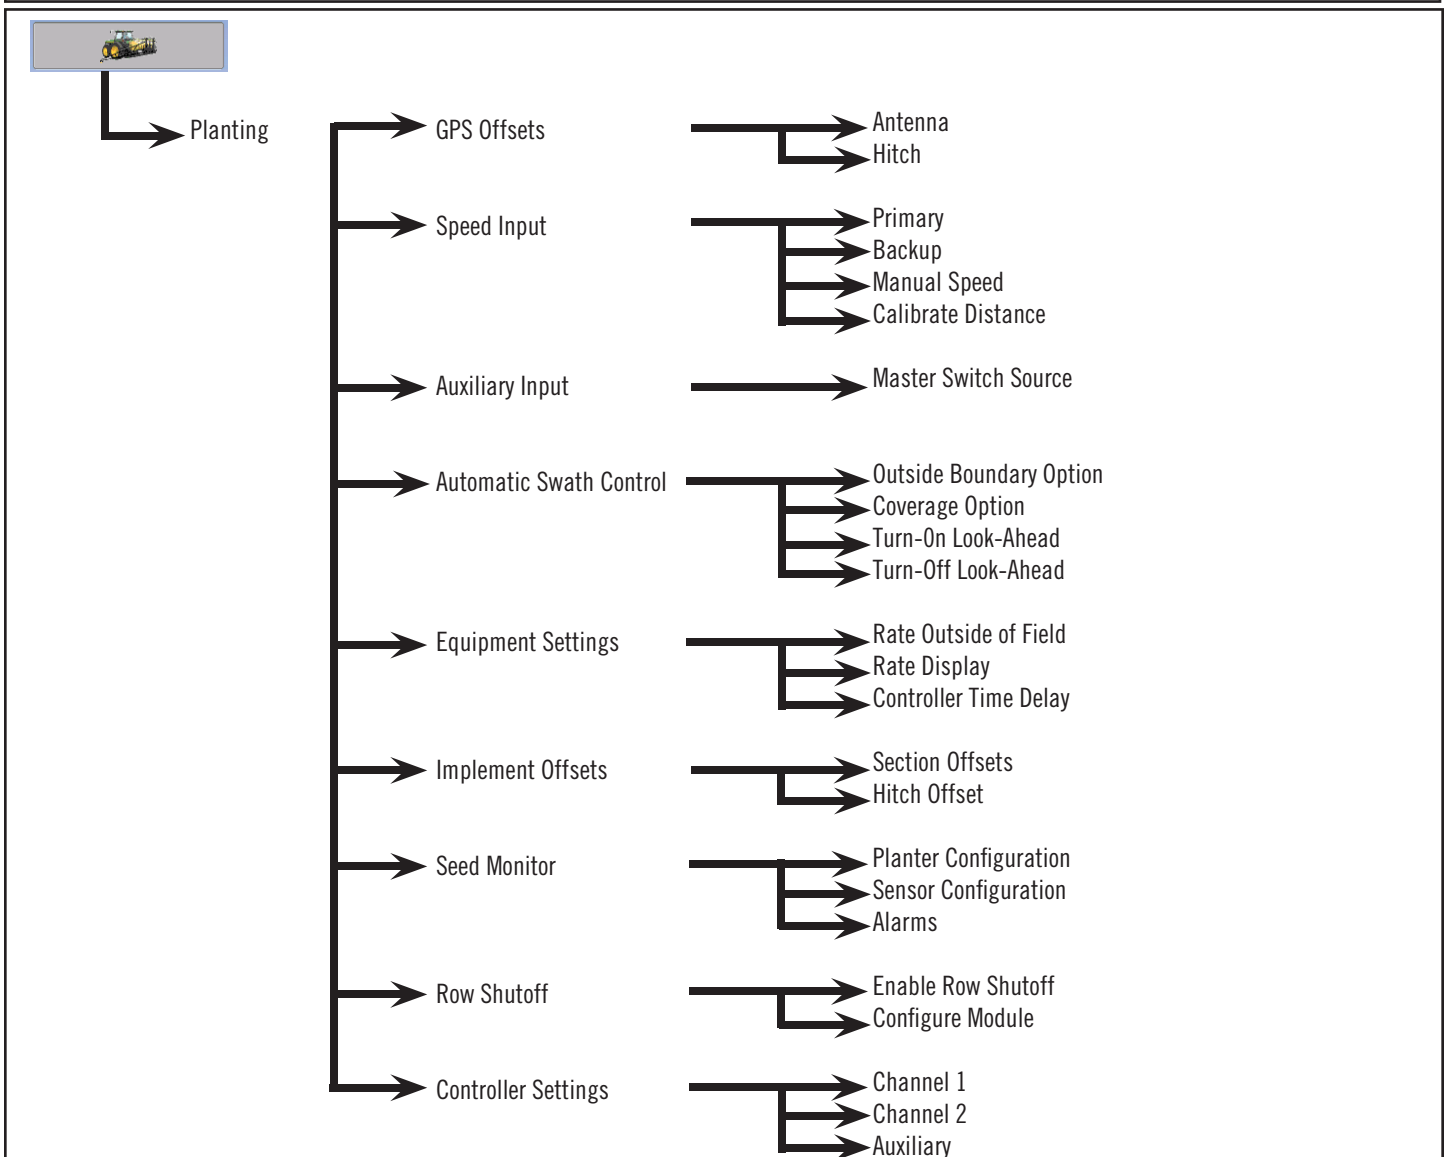 Planting
GPS Offsets
Antenna
Hitch
Speed Input
Primary
Backup
Manual Speed
Calibrate Distance
Auxiliary Input
Master Switch Source
Automatic Swath Control
Outside Boundary Option
Coverage Option
Turn-On Look-Ahead
Turn-Off Look-Ahead
Equipment Settings
Rate Outside of Field
Rate Display
Controller Time Delay
Implement Offsets
Section Offsets
Hitch Offset
Seed Monitor
Planter Configuration
Sensor Configuration
Alarms
Row Shutoff
Enable Row Shutoff
Configure Module
Controller Settings
Channel 1
Channel 2
Auxiliary